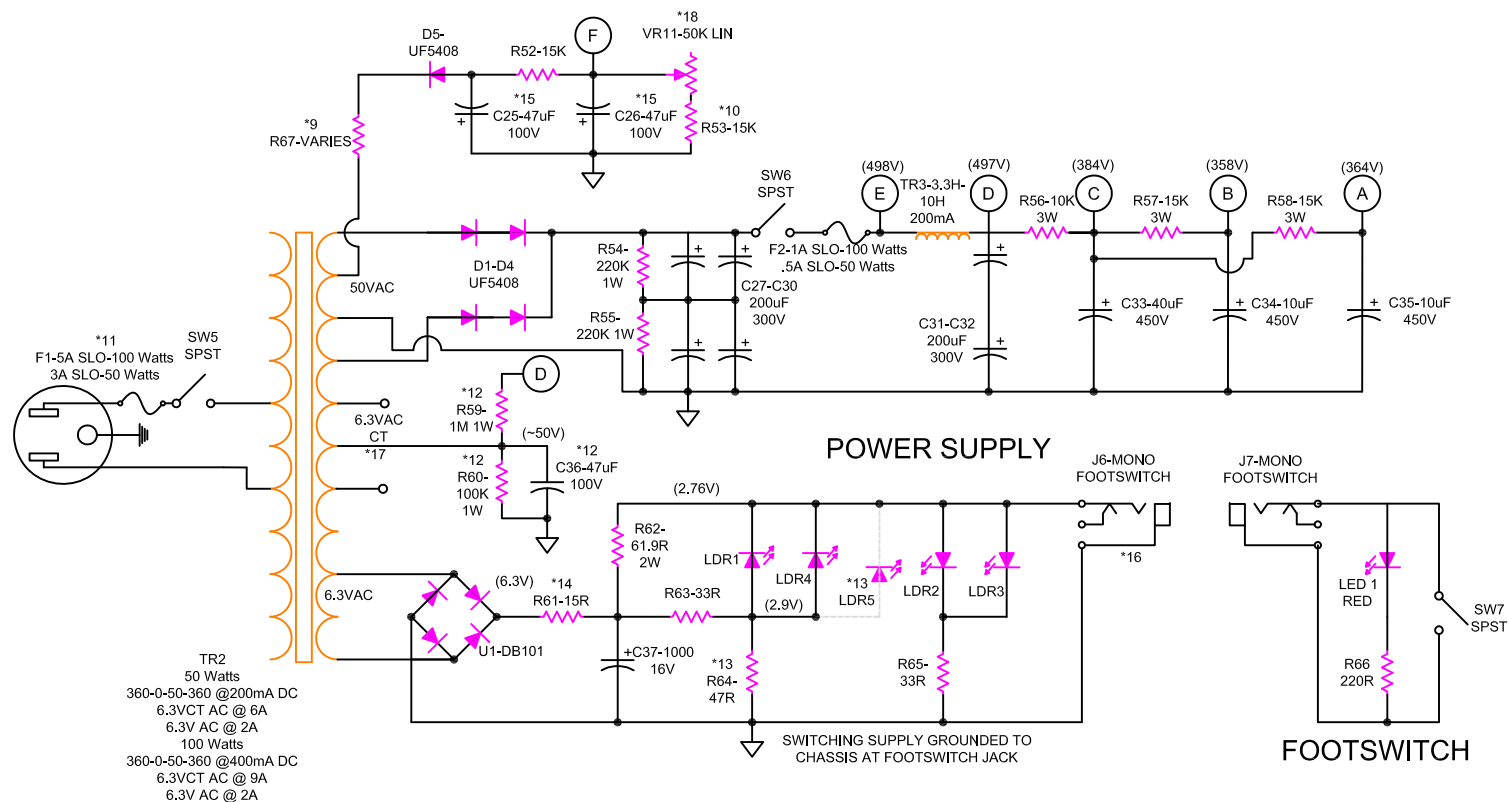 *18
VR11-50K LIN
D5-
UF5408
R52-15K
F
*15
C25-47uF
100V
+
*15
C26-47uF
100V
+
*10
R53-15K
*9
R67-VARIES
SW6
SPST
(498V)
E
TR3-3.3H-
10H
200mA
(497V)
D
(384V)
C
R56-10K
3W
R57-15K
3W
(358V)
B
R58-15K
3W
(364V)
A
F2-1A SLO-100 Watts
.5A SLO-50 Watts
50VAC
D1-D4
UF5408
R54-
220K
1W
R55-
220K 1W
+
+
C27-C30
200uF
300V
+
+
+
C31-C32
200uF
300V
+
+
C33-40uF
450V
+
C34-10uF
450V
+
C35-10uF
450V
*11
F1-5A SLO-100 Watts
3A SLO-50 Watts
SW5
SPST
6.3VAC
CT
*17
D
*12
R59-
1M 1W
(~50V)
*12
R60-
100K
1W
*12
C36-47uF
100V
POWER SUPPLY
J6-MONO
FOOTSWITCH
*16
J7-MONO
FOOTSWITCH
(2.76V)
R62-
61.9R
2W
LDR1
LDR4
*13
LDR5
LDR2
LDR3
LED 1
RED
SW7
SPST
6.3VAC
(6.3V)
*14
R61-15R
R63-33R
(2.9V)
U1-DB101
+C37-1000
16V
*13
R64-
47R
R65-
33R
R66
220R
SWITCHING SUPPLY GROUNDED TO
CHASSIS AT FOOTSWITCH JACK
FOOTSWITCH
TR2
50 Watts
360-0-50-360 @200mA DC
6.3VCT AC @ 6A
6.3V AC @ 2A
100 Watts
360-0-50-360 @400mA DC
6.3VCT AC @ 9A
6.3V AC @ 2A